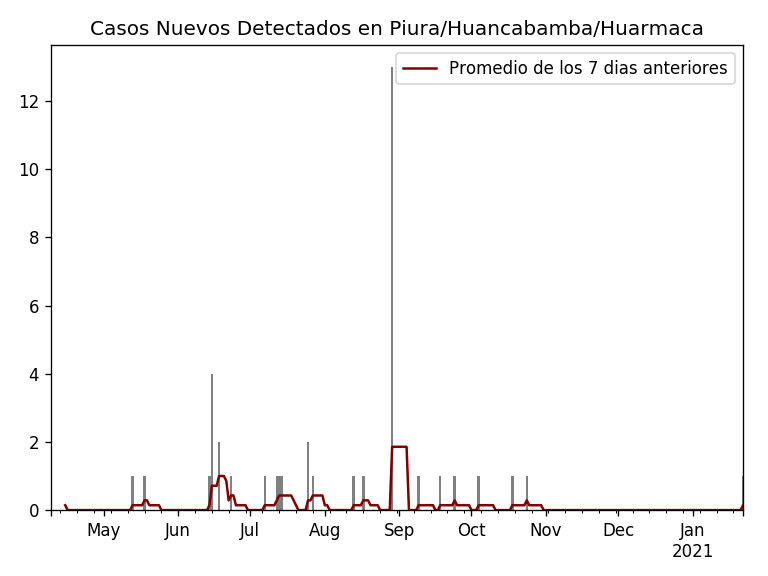 Casos Nuevos Detectados en Piura/Huancabamba/Huarmaca
Promedio de los 7 dias anteriores
12
10
8
6
4
2
0
May Jun Jul Aug Sep Oct Nov Dec Jan
2021